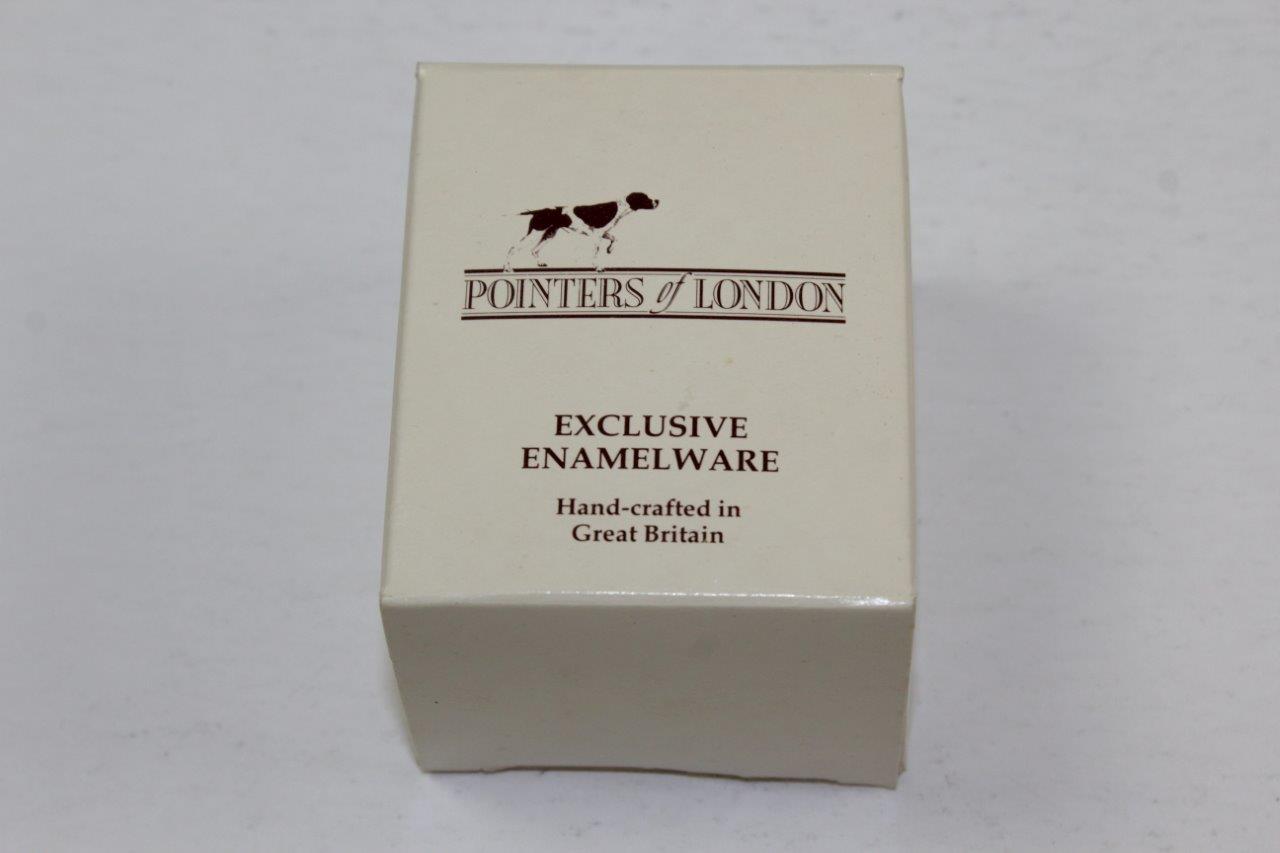 POINTERS of LONDON
EXCLUSIVE
ENAMELWARE
Hand-crafted in
Great Britain